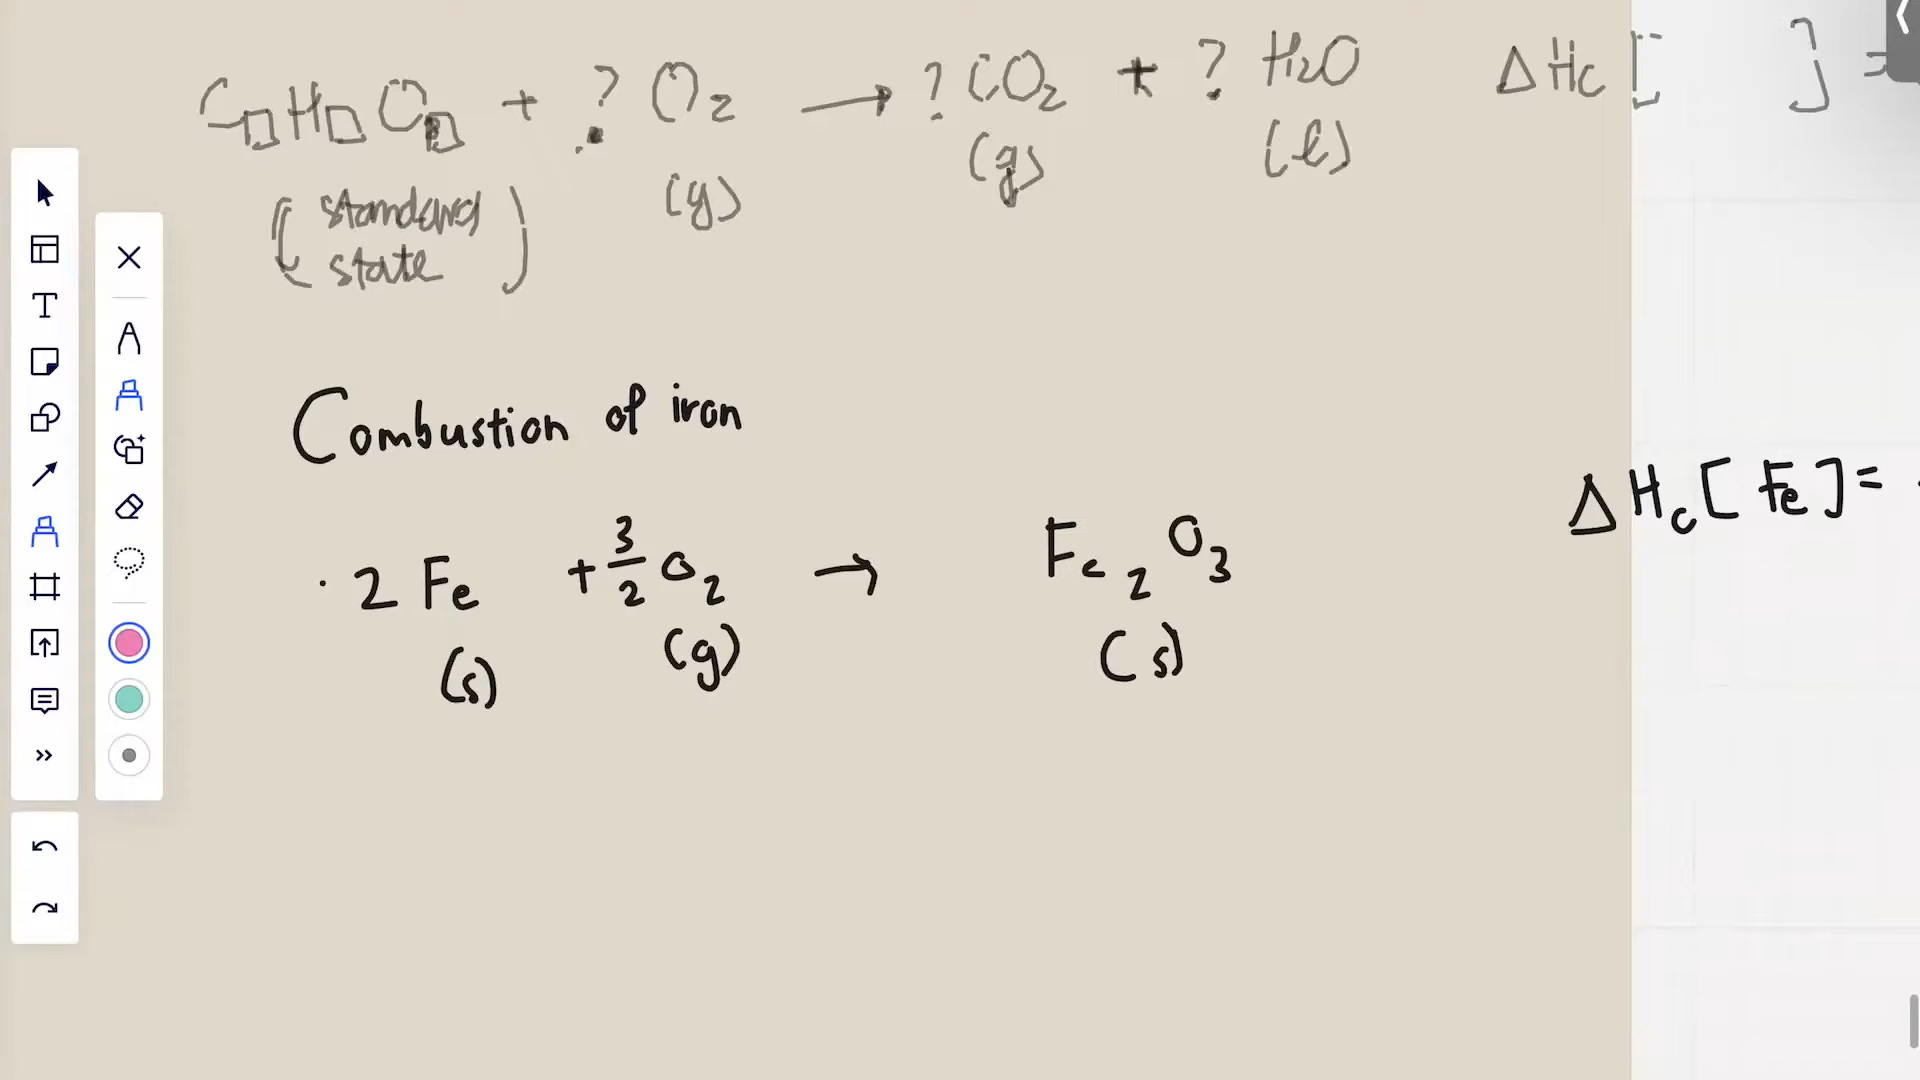 C□H□O□ + ? O2 → ? CO2 + ? H2O ΔHc [ ] =
(standard state) (g) (g) (l)
Combustion of iron
ΔHc [Fe] =
2 Fe + 3/2 O2 → Fe2O3
(s) (g) (s)